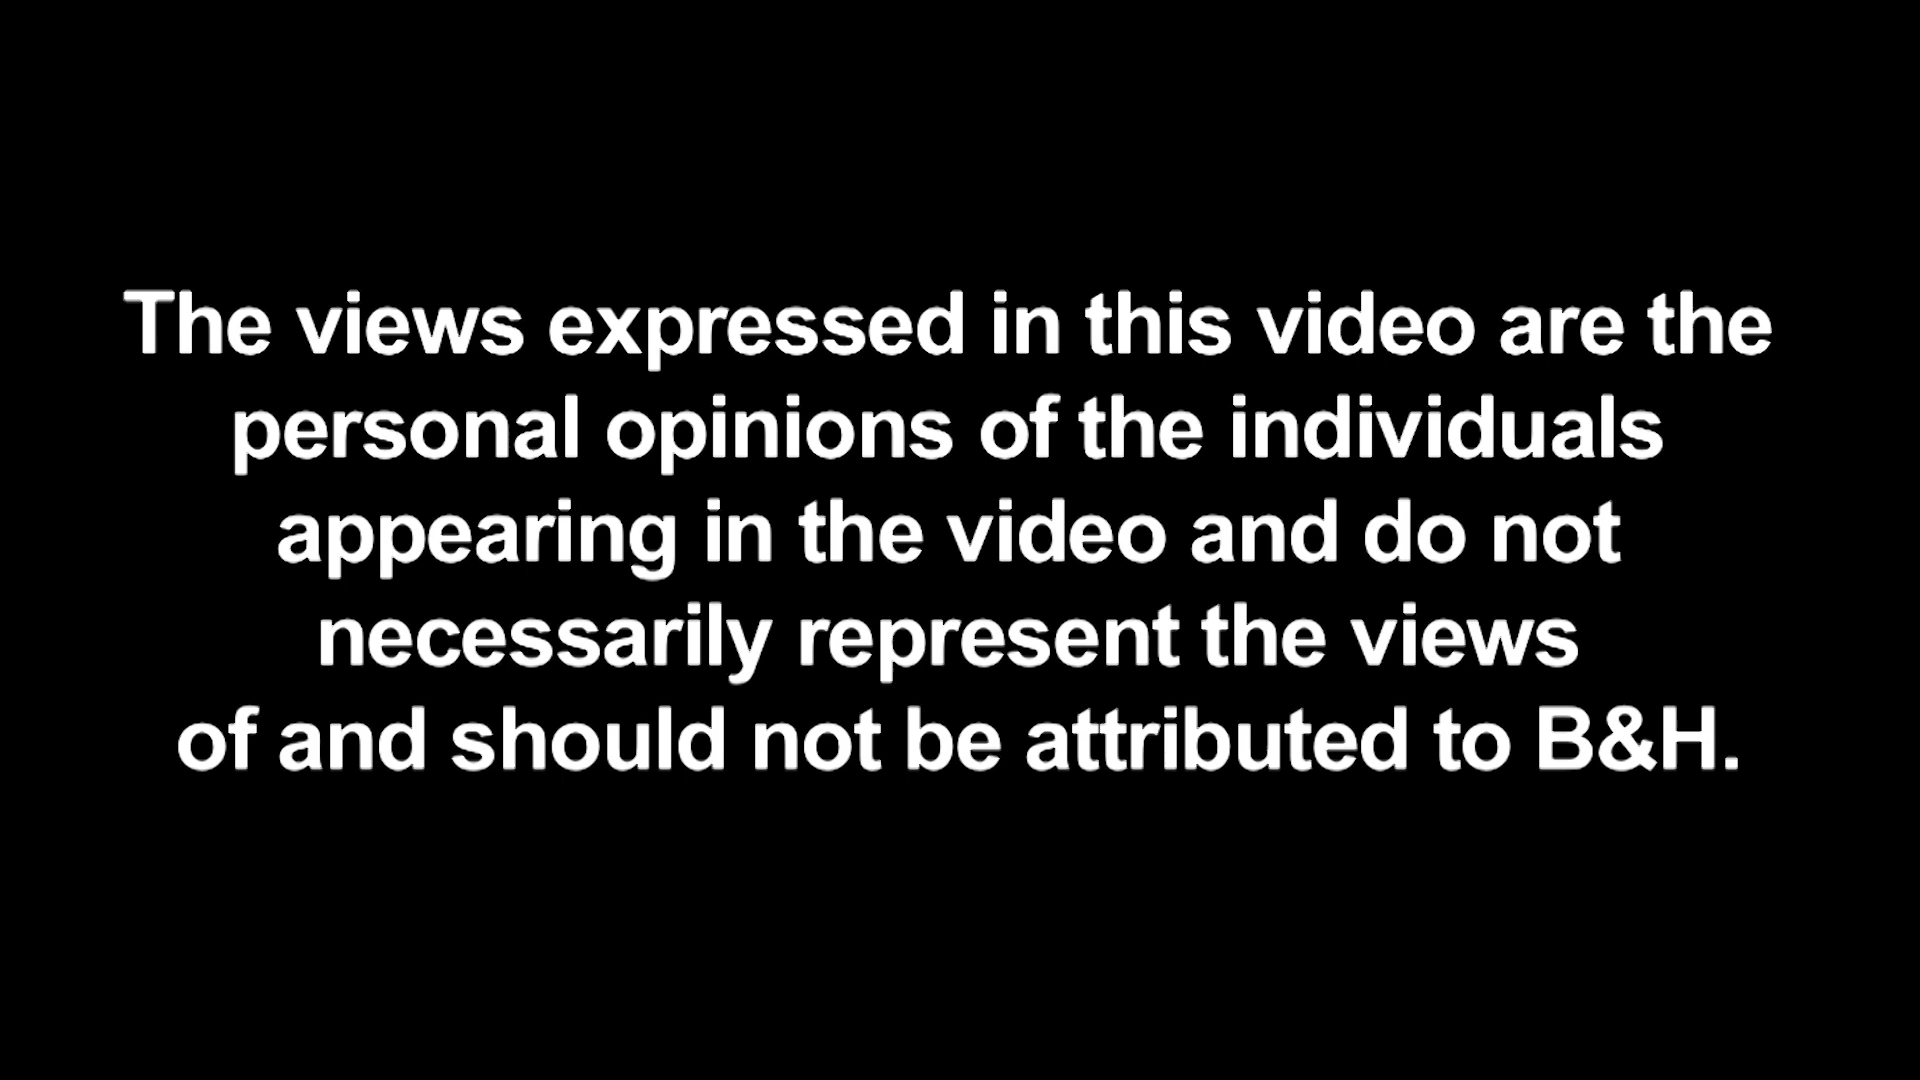 The views expressed in this video are the
personal opinions of the individuals
appearing in the video and do not
necessarily represent the views
of and should not be attributed to B&H.